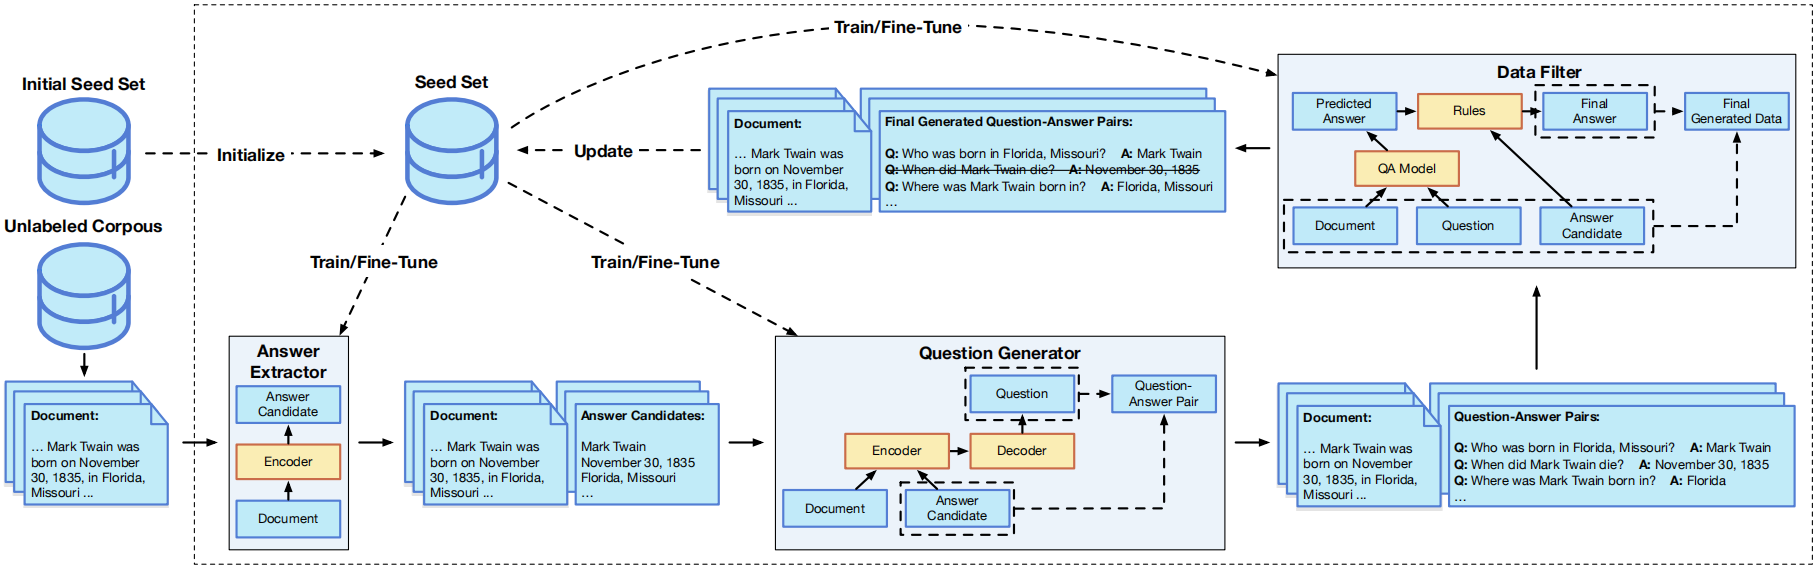 Initial Seed Set
Initialize
Unlabeled Corpous
Document:
... Mark Twain was
born on November
30, 1835, in Florida,
Missouri ...
Seed Set
Train/Fine-Tune
Train/Fine-Tune
Train/Fine-Tune
Update
Document:
... Mark Twain was
born on November
30, 1835, in Florida,
Missouri ...
Final Generated Question-Answer Pairs:
Q: Who was born in Florida, Missouri? A: Mark Twain
Q: When did Mark Twain die? A: November 30, 1835
Q: Where was Mark Twain born in? A: Florida, Missouri
...
Data Filter
Predicted
Answer
Rules
Final
Answer
Final
Generated Data
QA Model
Document
Question
Answer
Candidate
Answer
Extractor
Answer
Candidate
Encoder
Document
Document:
... Mark Twain was
born on November
30, 1835, in Florida,
Missouri ...
Answer Candidates:
Mark Twain
November 30, 1835
Florida, Missouri
...
Question Generator
Question
Question-
Answer Pair
Encoder
Decoder
Document
Answer
Candidate
Document:
... Mark Twain was
born on November
30, 1835, in Florida,
Missouri ...
Question-Answer Pairs:
Q: Who was born in Florida, Missouri? A: Mark Twain
Q: When did Mark Twain die? A: November 30, 1835
Q: Where was Mark Twain born in? A: Florida
...